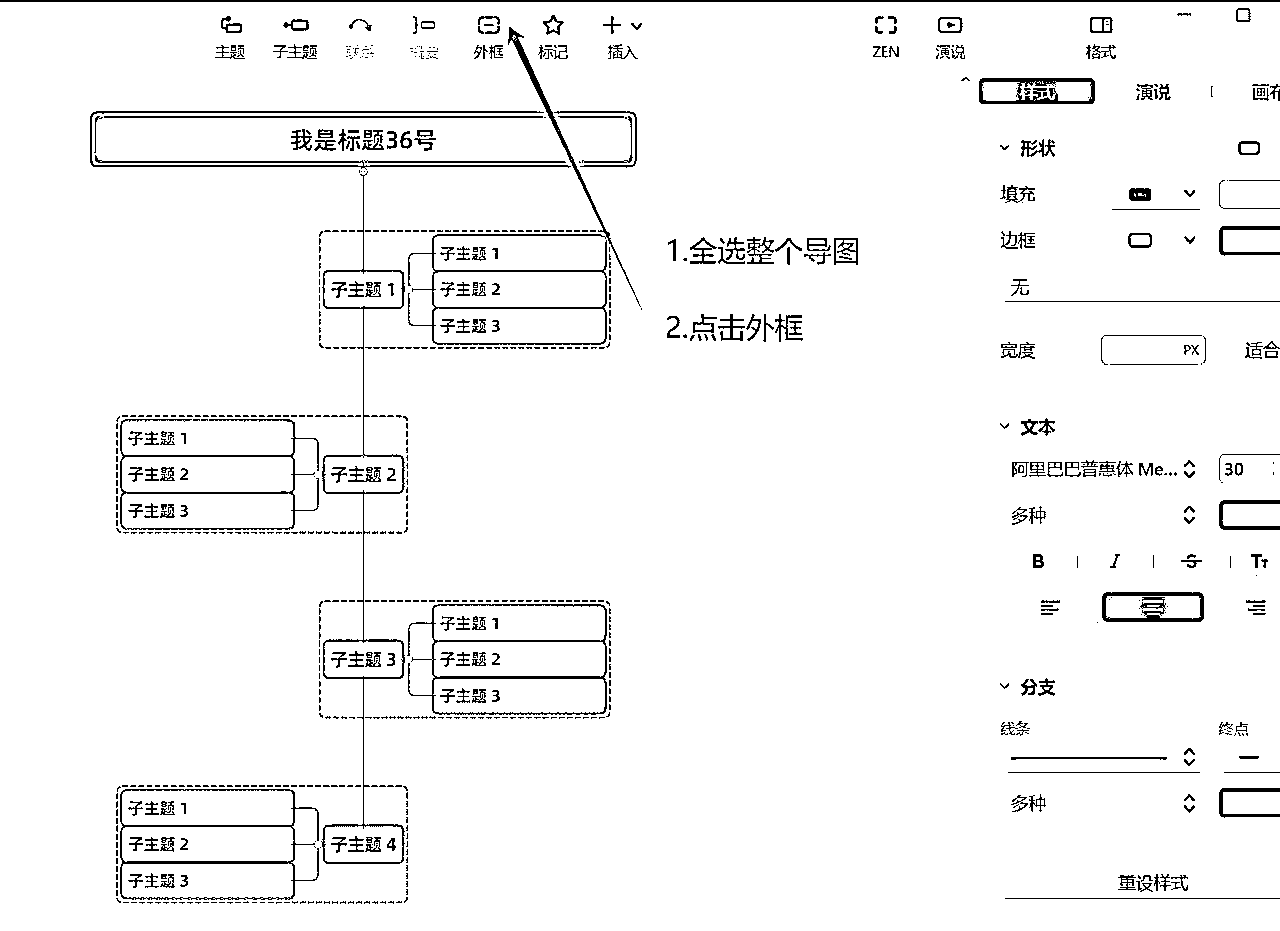 主题 子主题 联系 概要 外框 标记 插入 ZEN 演说 格式
样式 演说 画布
我是标题36号
形状
填充
边框
无
1.全选整个导图
2.点击外框
子主题 1
子主题 1
子主题 2
子主题 3
宽度 PX 适合
子主题 2
子主题 1
子主题 2
子主题 3
文本
阿里巴巴普惠体 Me... 30
多种
B I S Tт
子主题 3
子主题 1
子主题 2
子主题 3
分支
线条 终点
多种
子主题 4
子主题 1
子主题 2
子主题 3
重设样式